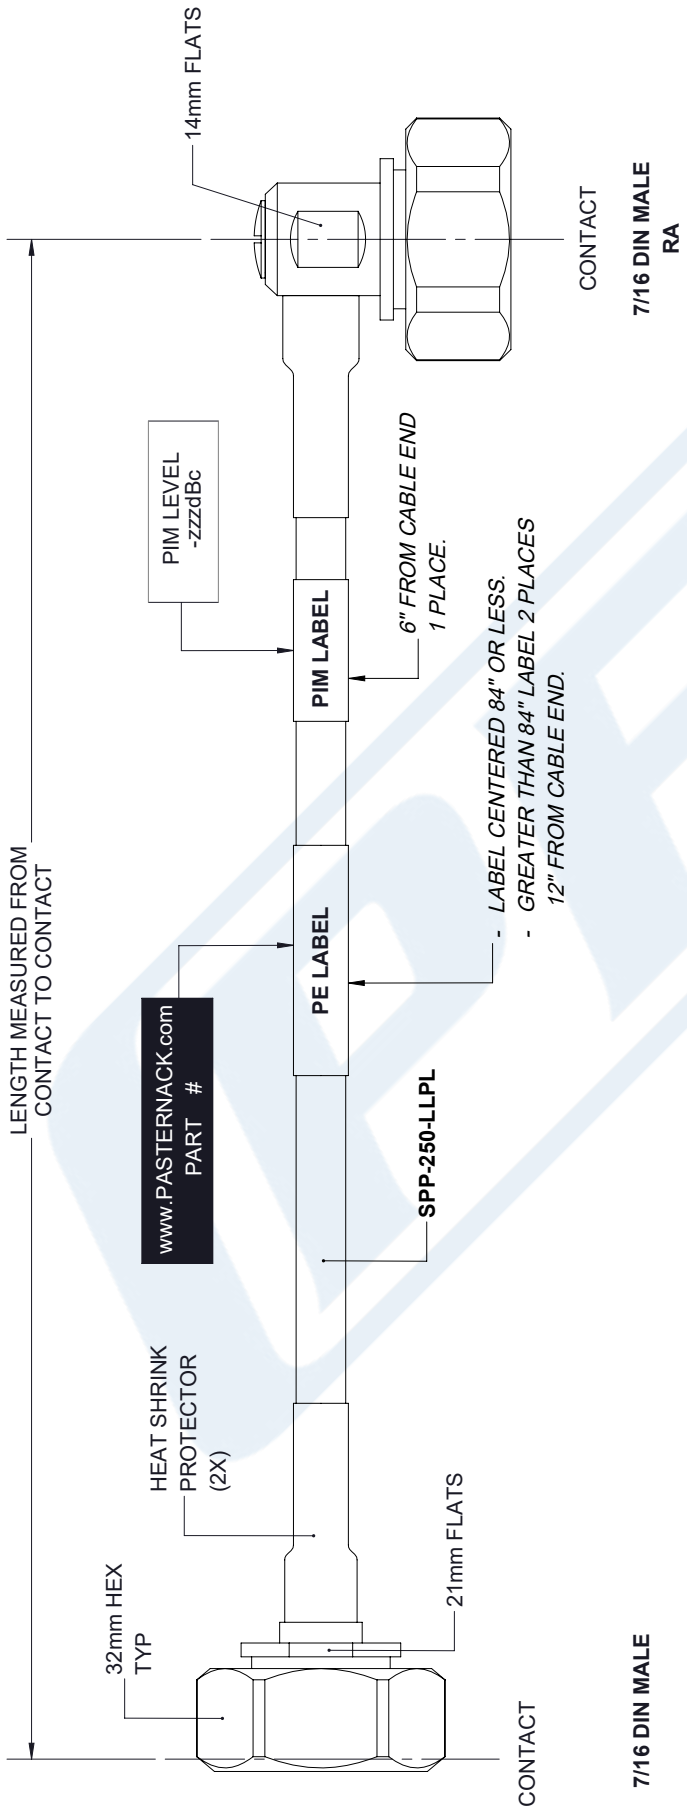 LENGTH MEASURED FROM
CONTACT TO CONTACT
32mm HEX
TYP
HEAT SHRINK
PROTECTOR
(2X)
www.PASTERNACK.com
PART #
PIM LEVEL
-zzzdBc
14mm FLATS
PE LABEL
PIM LABEL
21mm FLATS
SPP-250-LLPL
- LABEL CENTERED 84" OR LESS.
- GREATER THAN 84" LABEL 2 PLACES
12" FROM CABLE END.
6" FROM CABLE END
1 PLACE.
CONTACT
7/16 DIN MALE
CONTACT
7/16 DIN MALE
RA